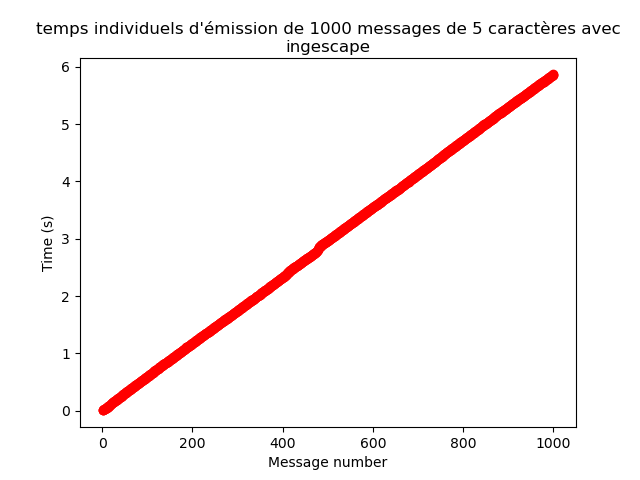 temps individuels d'émission de 1000 messages de 5 caractères avec
ingescape
6
5
4
3
2
1
0
Time (s)
0 200 400 600 800 1000
Message number